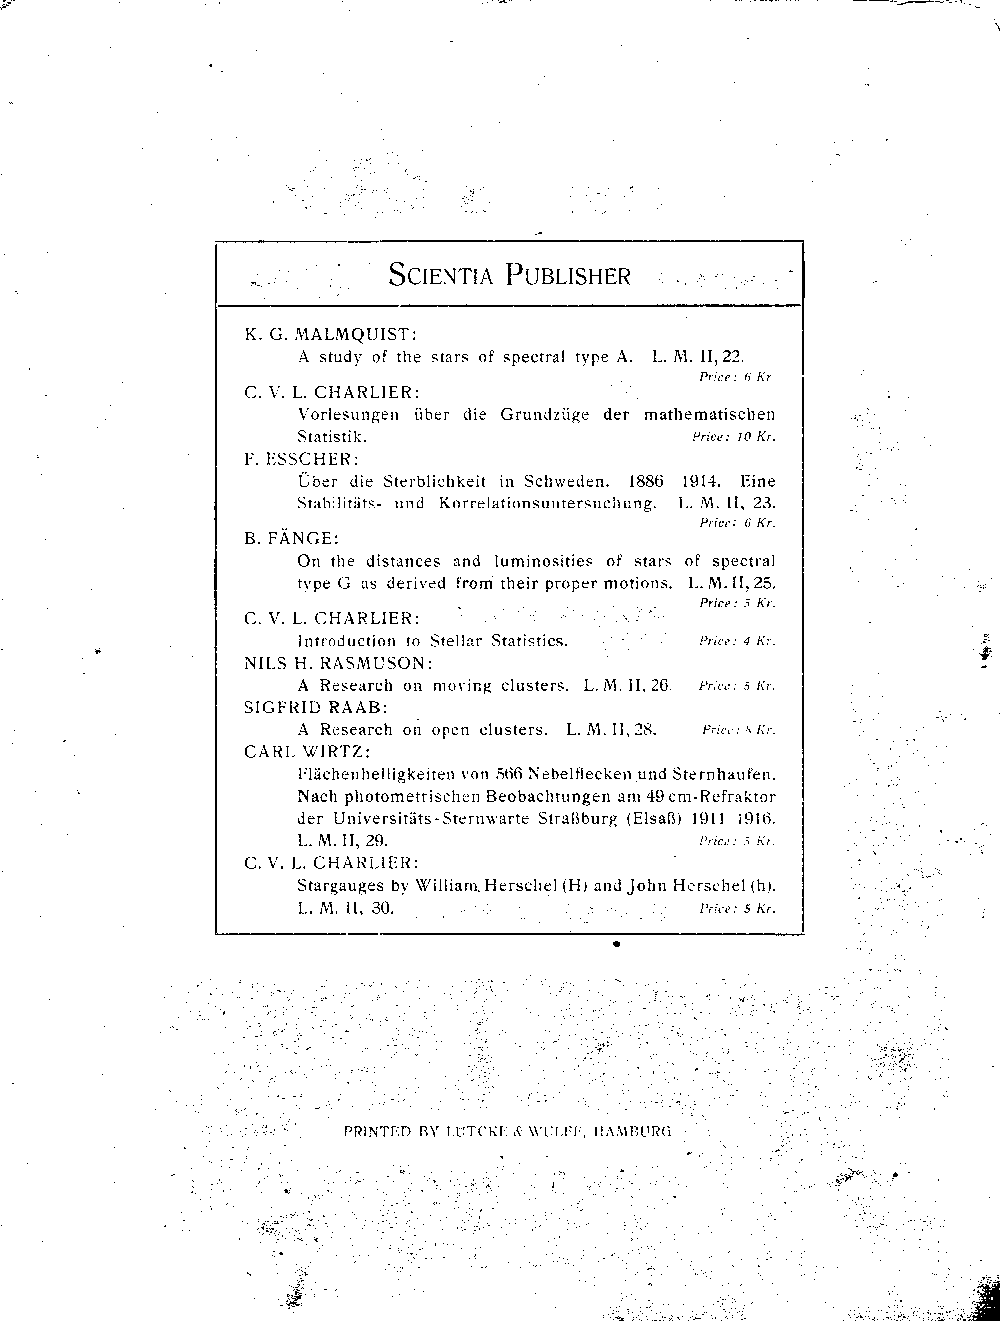 SCIENTIA PUBLISHER
K. G. MALMQUIST:
A study of the stars of spectral type A. L. M. II, 22.
Price: 6 Kr
C. V. L. CHARLIER:
Vorlesungen über die Grundzüge der mathematischen
Statistik. Price: 10 Kr.
F. ESSCHER:
Über die Sterblichkeit in Schweden. 1886 1914. Eine
Stabilitäts- und Korrelationsuntersuchung. L. M. II, 23.
Price: 6 Kr.
B. FÄNGE:
On the distances and luminosities of stars of spectral
type G as derived from their proper motions. L. M. II, 25.
Price: 5 Kr.
C. V. L. CHARLIER:
Introduction to Stellar Statistics. Price: 4 Kr.
NILS H. RASMUSON:
A Research on moving clusters. L. M. II, 26. Price: 5 Kr.
SIGFRID RAAB:
A Research on open clusters. L. M. II, 28. Price: 8 Kr.
CARL WIRTZ:
Flächenhelligkeiten von 566 Nebelflecken und Sternhaufen.
Nach photometrischen Beobachtungen am 49 cm-Refraktor
der Universitäts-Sternwarte Straßburg (Elsaß) 1911 1916.
L. M. II, 29. Price: 5 Kr.
C. V. L. CHARLIER:
Stargauges by William Herschel (H) and John Herschel (h).
L. M. II, 30. Price: 5 Kr.
PRINTED BY LÜTCKE & WULFF, HAMBURG